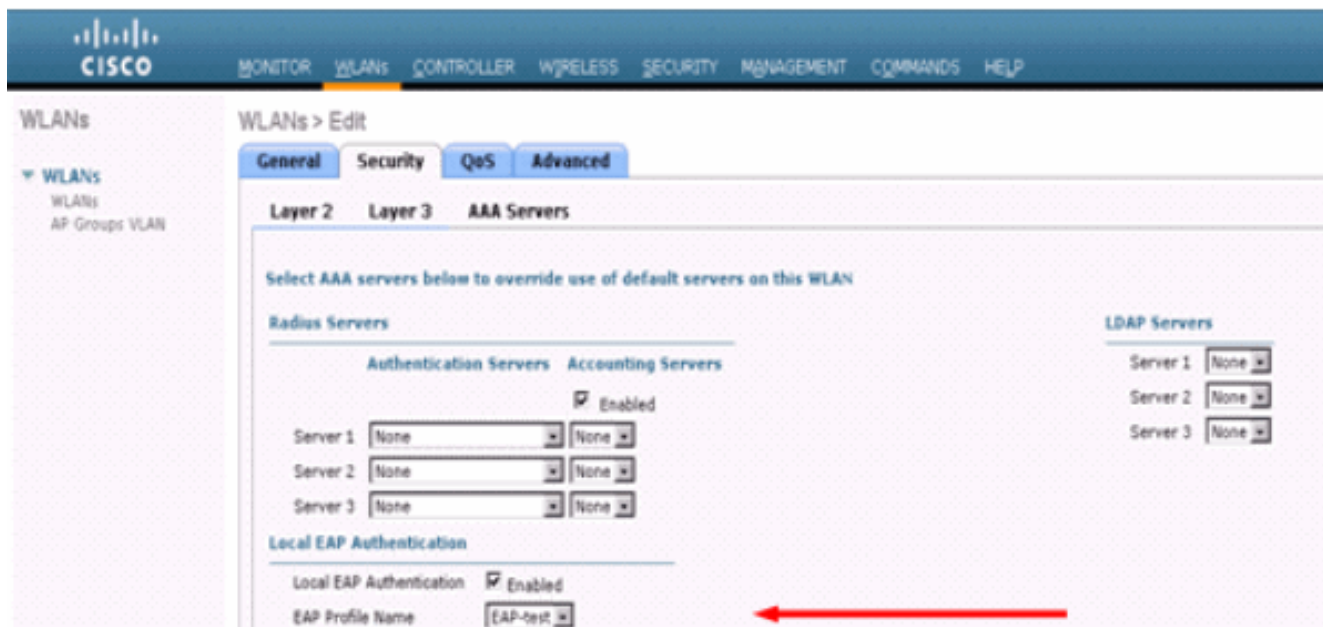 CISCO
MONITOR WLANs CONTROLLER WIRELESS SECURITY MANAGEMENT COMMANDS HELP
WLANs
WLANs > Edit
General Security QoS Advanced
WLANs
WLANs
AP Groups VLAN
Layer 2 Layer 3 AAA Servers
Select AAA servers below to override use of default servers on this WLAN
Radius Servers
LDAP Servers
Authentication Servers Accounting Servers
Enabled
Server 1 None None
Server 2 None None
Server 3 None None
Server 1 None
Server 2 None
Server 3 None
Local EAP Authentication
Local EAP Authentication Enabled
EAP Profile Name EAP-test